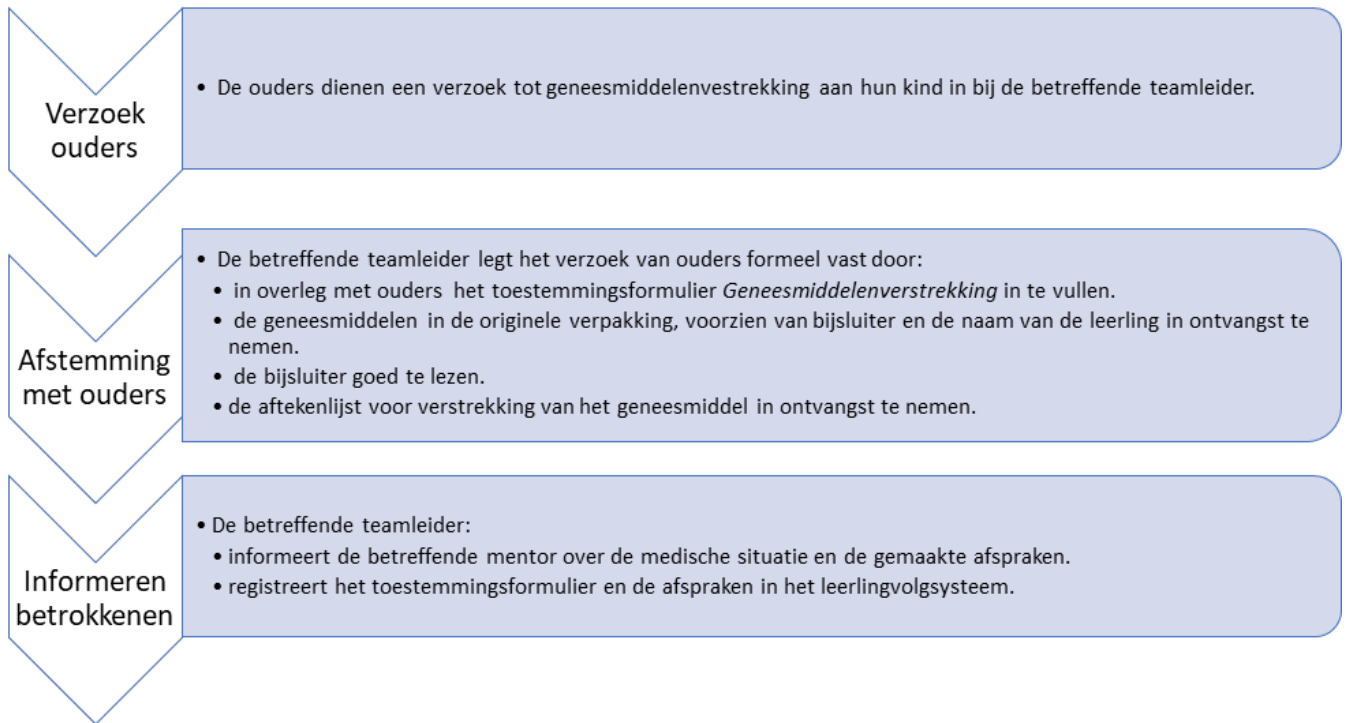 Verzoek
ouders
• De ouders dienen een verzoek tot geneesmiddelenvestrekking aan hun kind in bij de betreffende teamleider.
Afstemming
met ouders
• De betreffende teamleider legt het verzoek van ouders formeel vast door:
• in overleg met ouders het toestemmingsformulier Geneesmiddelenverstrekking in te vullen.
• de geneesmiddelen in de originele verpakking, voorzien van bijsluiter en de naam van de leerling in ontvangst te
nemen.
• de bijsluiter goed te lezen.
• de aftekenlijst voor verstrekking van het geneesmiddel in ontvangst te nemen.
Informeren
betrokkenen
• De betreffende teamleider:
• informeert de betreffende mentor over de medische situatie en de gemaakte afspraken.
• registreert het toestemmingsformulier en de afspraken in het leerlingvolgsysteem.